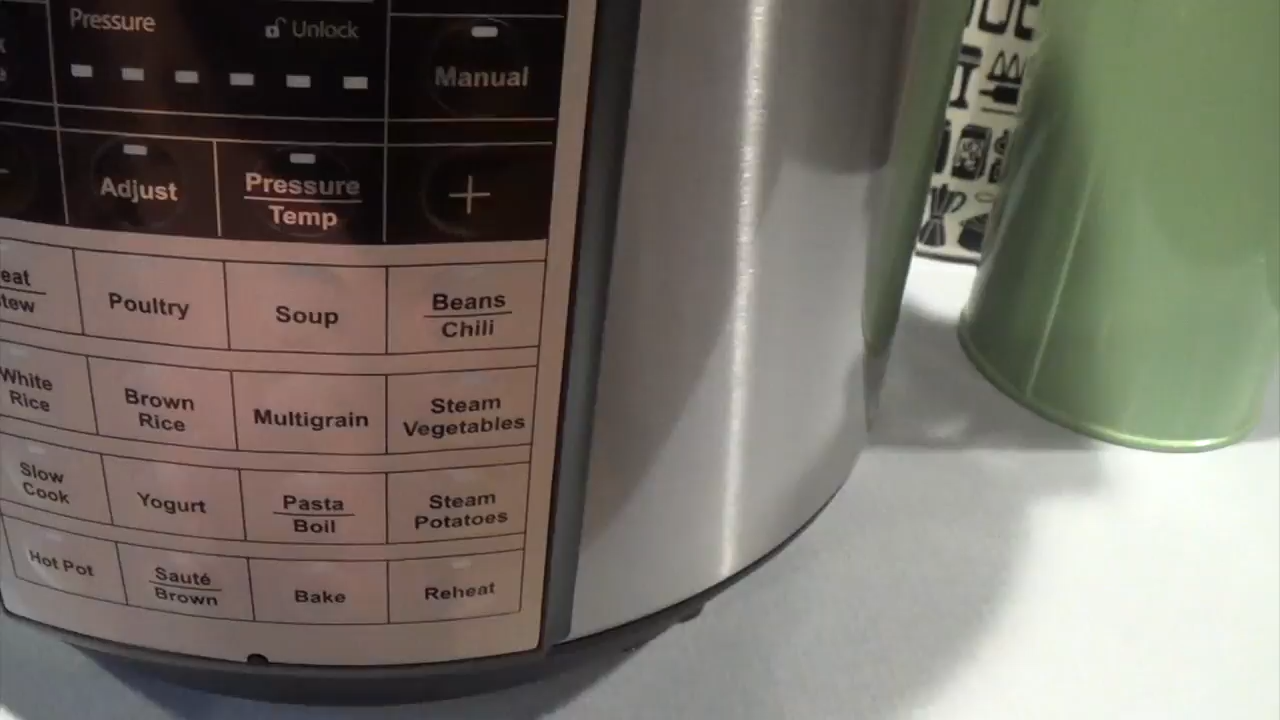 Pressure
Unlock
Manual
Adjust
Pressure
Temp
+
Poultry
Soup
Beans
Chili
White
Rice
Brown
Rice
Multigrain
Steam
Vegetables
Slow
Cook
Yogurt
Pasta
Boil
Steam
Potatoes
Hot Pot
Sauté
Brown
Bake
Reheat